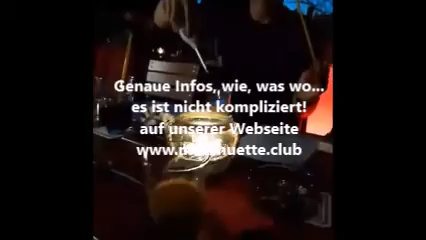 Genaue Infos, wie, was wo...
es ist nicht kompliziert!
auf unserer Webseite